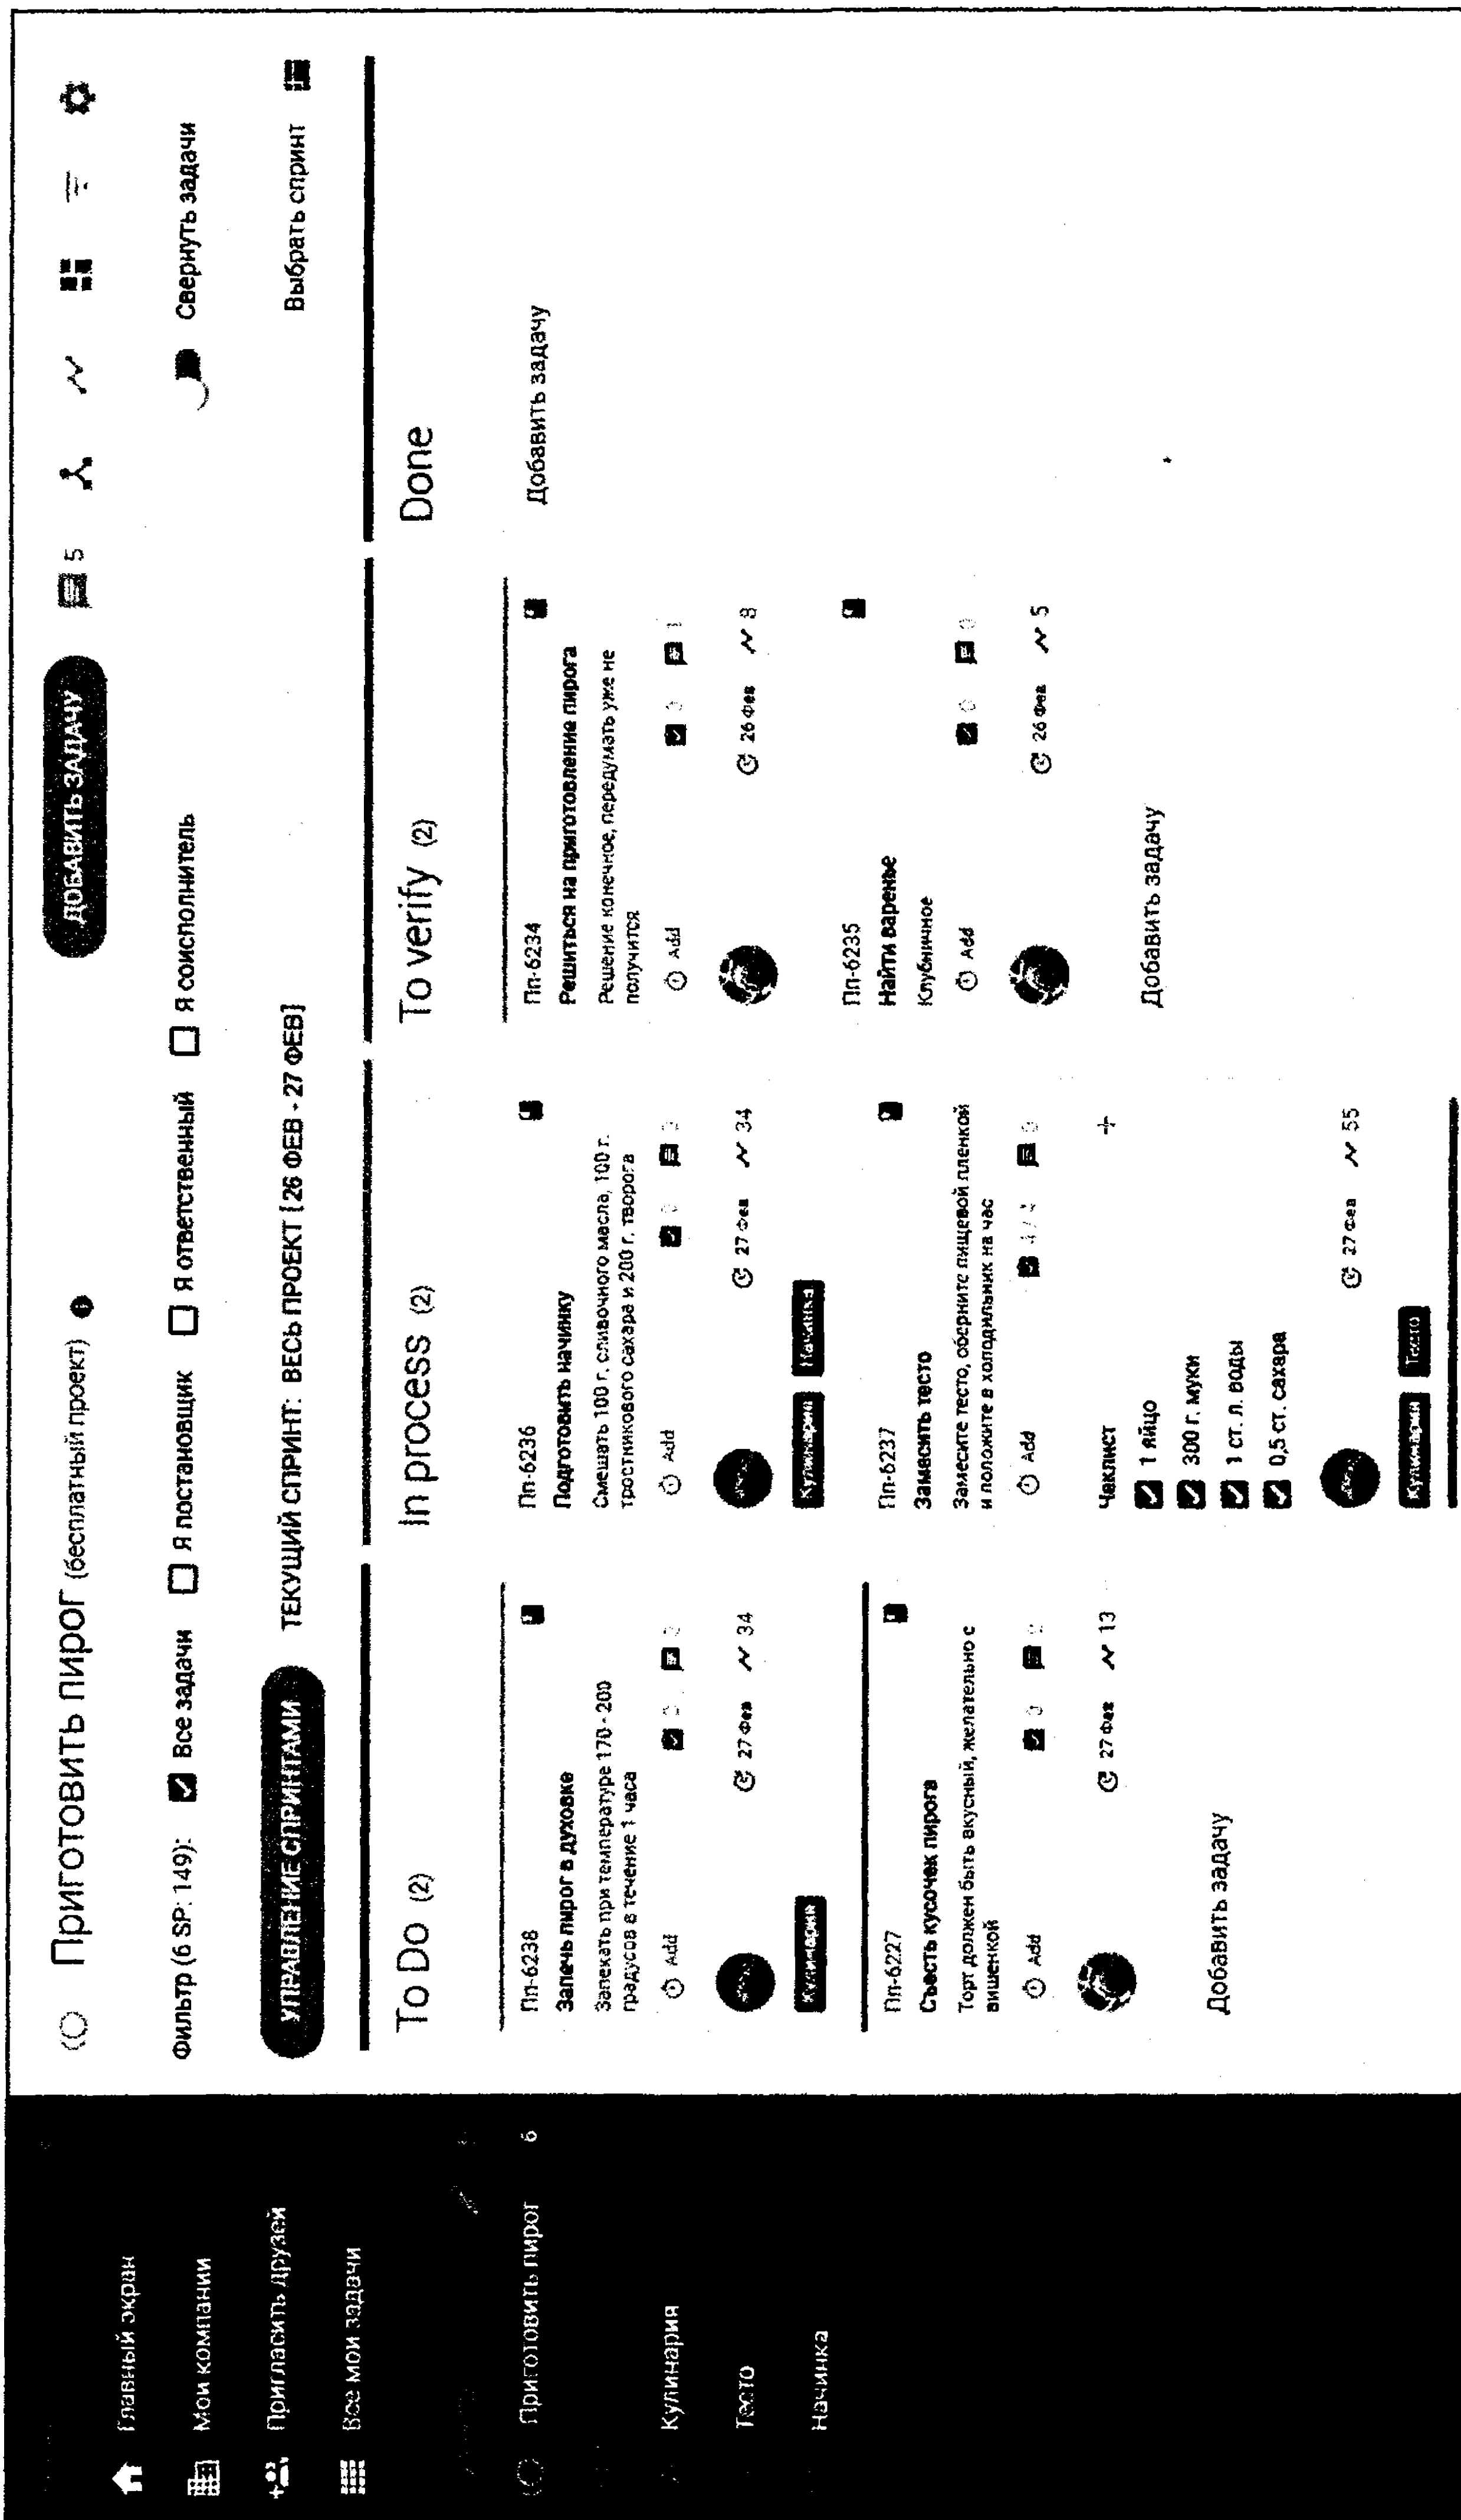 Главный экран
Мои компании
Пригласить друзей
Все мои задачи
Приготовить пирог 6
Кулинария
Тесто
Начинка
Приготовить пирог (бесплатный проект)
ДОБАВИТЬ ЗАДАЧУ
5
Фильтр (6 SP: 149):
Все задачи
Я постановщик
Я ответственный
Я соисполнитель
Свернуть задачи
УПРАВЛЕНИЕ СПРИНТАМИ
ТЕКУЩИЙ СПРИНТ: ВЕСЬ ПРОЕКТ [26 ФЕВ - 27 ФЕВ]
Выбрать спринт
To Do (2)
Пп-6238
Запечь пирог в духовке
Запекать при температуре 170 - 200
градусов в течение 1 часа
Add
27 Фев 34
Кулинария
Пп-6227
Съесть кусочек пирога
Торт должен быть вкусный, желательно с
вишенкой
Add
27 Фев 13
Добавить задачу
In process (2)
Пп-6236
Подготовить начинку
Смешать 100 г. сливочного масла, 100 г.
тростникового сахара и 200 г. творога
Add
27 Фев 34
Кулинария Начинка
Пп-6237
Замесить тесто
Замесите тесто, оберните пищевой пленкой
и положите в холодильник на час
Add 4 / 4
Чеклист
1 яйцо
300 г. муки
1 ст. л. воды
0,5 ст. сахара
27 Фев 55
Кулинария Тесто
To verify (2)
Пп-6234
Решиться на приготовление пирога
Решение конечное, передумать уже не
получится
Add 1
26 Фев 8
Пп-6235
Найти варенье
Клубничное
Add 0 0
26 Фев 5
Добавить задачу
Done
Добавить задачу